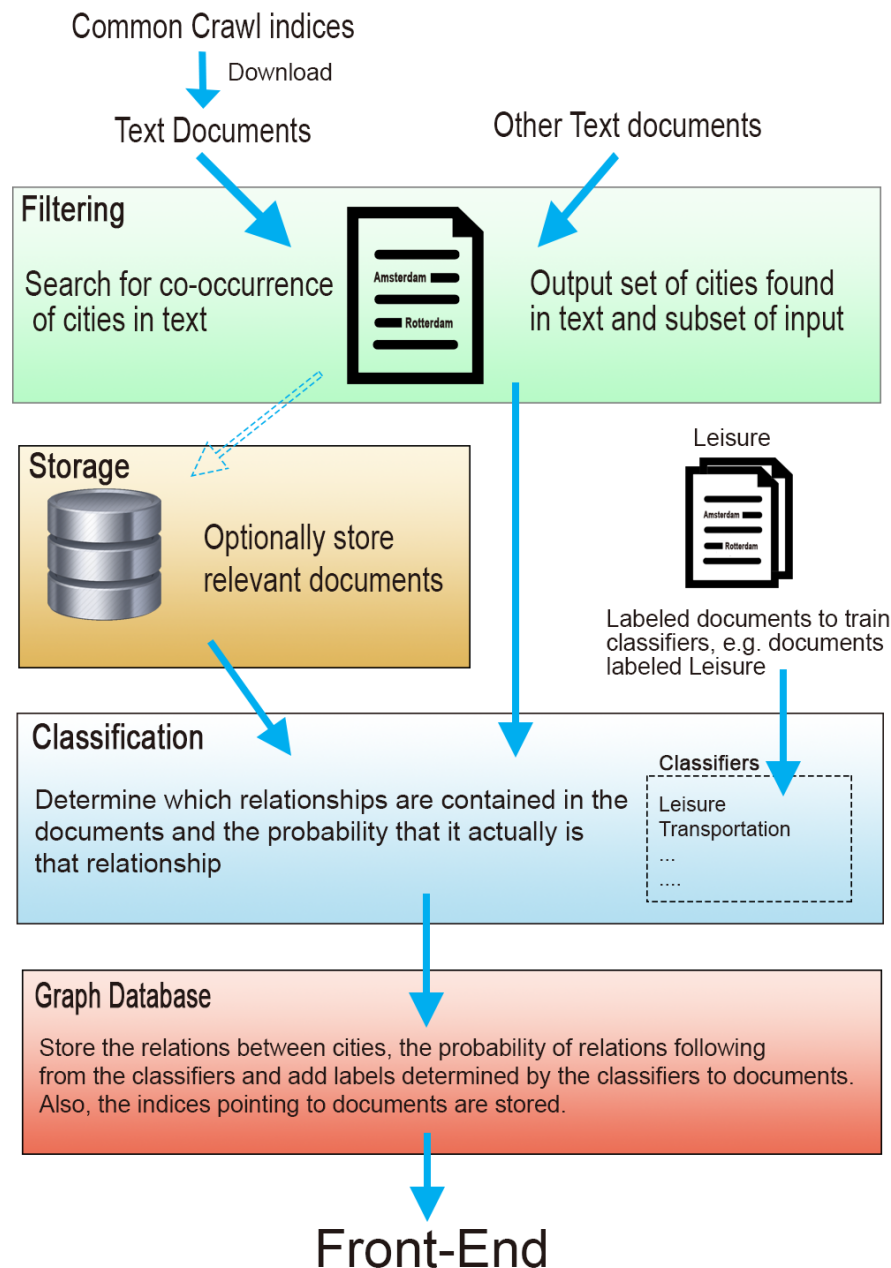 Common Crawl indices
Download
Text Documents
Other Text documents
Filtering
Search for co-occurrence
of cities in text
Amsterdam
Rotterdam
Output set of cities found
in text and subset of input
Storage
Optionally store
relevant documents
Leisure
Amsterdam
Rotterdam
Labeled documents to train
classifiers, e.g. documents
labeled Leisure
Classification
Determine which relationships are contained in the
documents and the probability that it actually is
that relationship
Classifiers
Leisure
Transportation
...
....
Graph Database
Store the relations between cities, the probability of relations following
from the classifiers and add labels determined by the classifiers to documents.
Also, the indices pointing to documents are stored.
Front-End